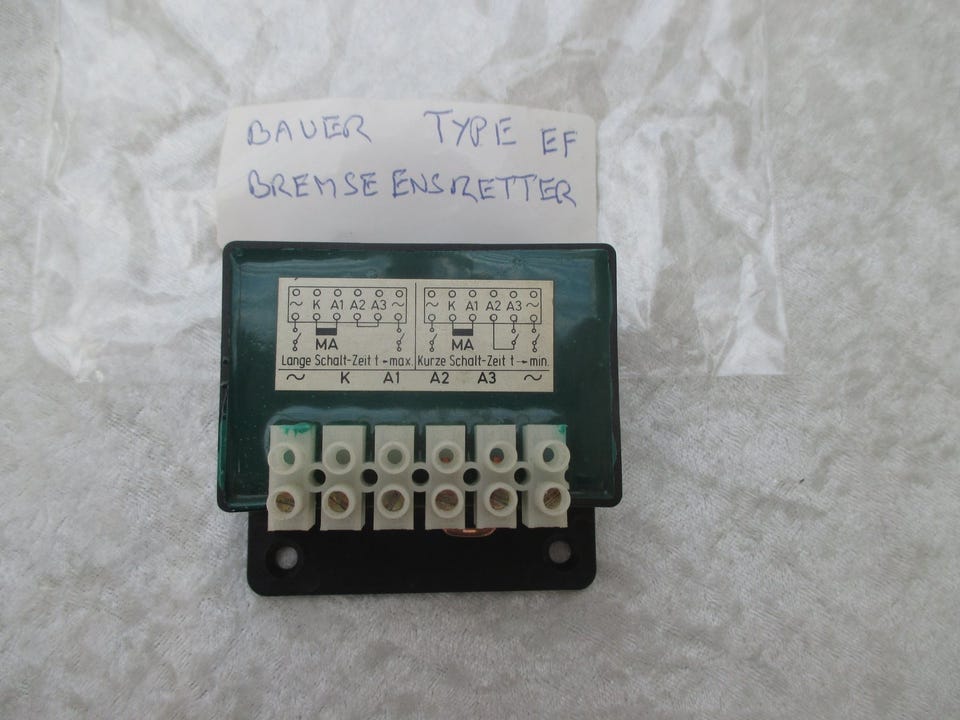 BAUER TYPE EF
BREMSE ENSRETTER
~ K A1 A2 A3 ~
MA
Lange Schalt-Zeit t→max.
~ K A1 A2 A3 ~
MA
Kurze Schalt-Zeit t→min.
~ K A1 A2 A3 ~